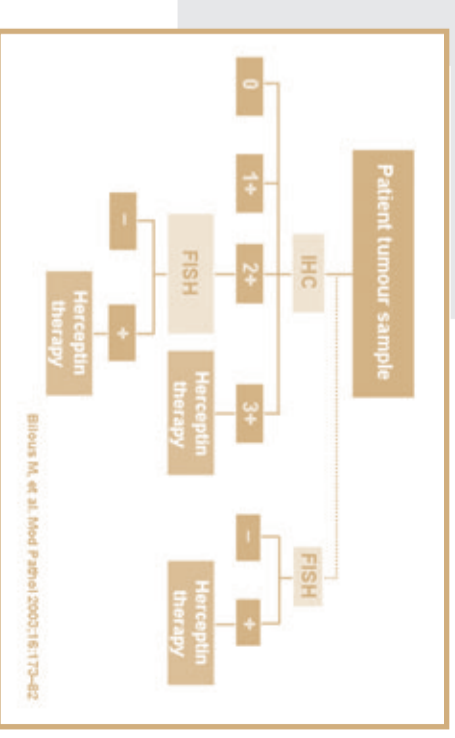 Patient tumour sample
IHC
FISH
0
1+
2+
3+
–
+
FISH
Herceptin
therapy
Herceptin
therapy
–
+
Herceptin
therapy
Bilous M, et al. Mod Pathol 2003;16:173–82